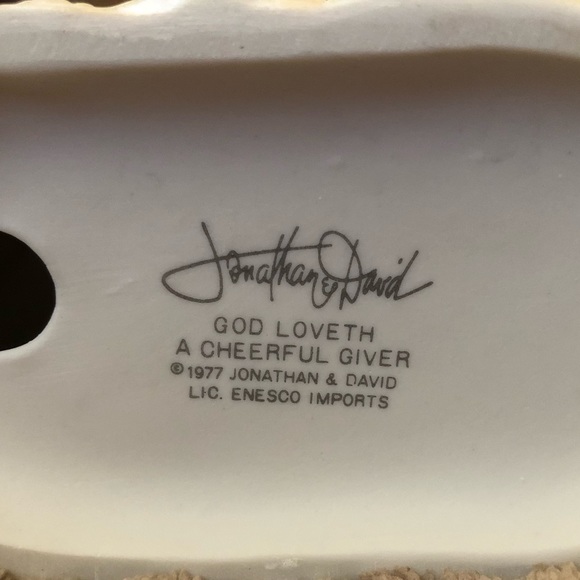 Jonathan & David
GOD LOVETH
A CHEERFUL GIVER
©1977 JONATHAN & DAVID
LIC. ENESCO IMPORTS